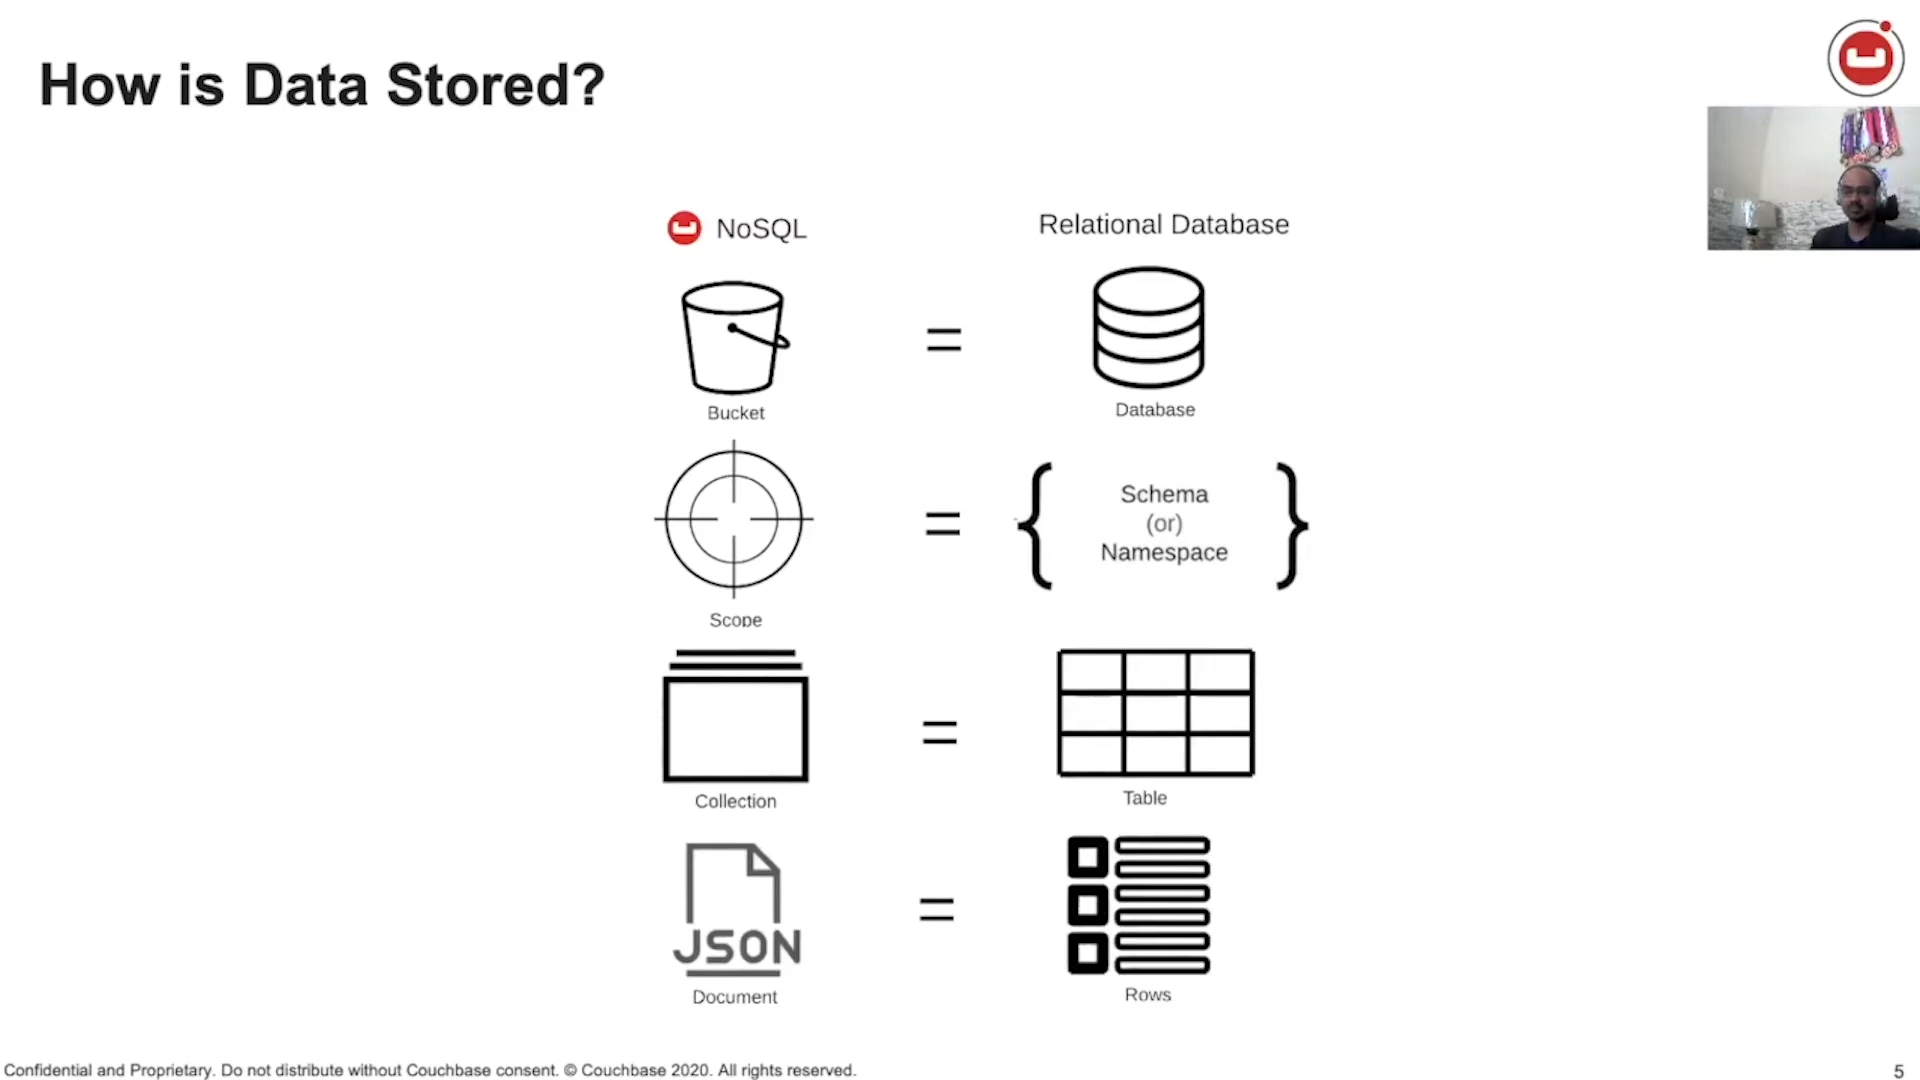 How is Data Stored?
NoSQL
Relational Database
Bucket
=
Database
Scope
=
Schema
(or)
Namespace
Collection
=
Table
JSON
Document
=
Rows
Confidential and Proprietary. Do not distribute without Couchbase consent. © Couchbase 2020. All rights reserved.
5